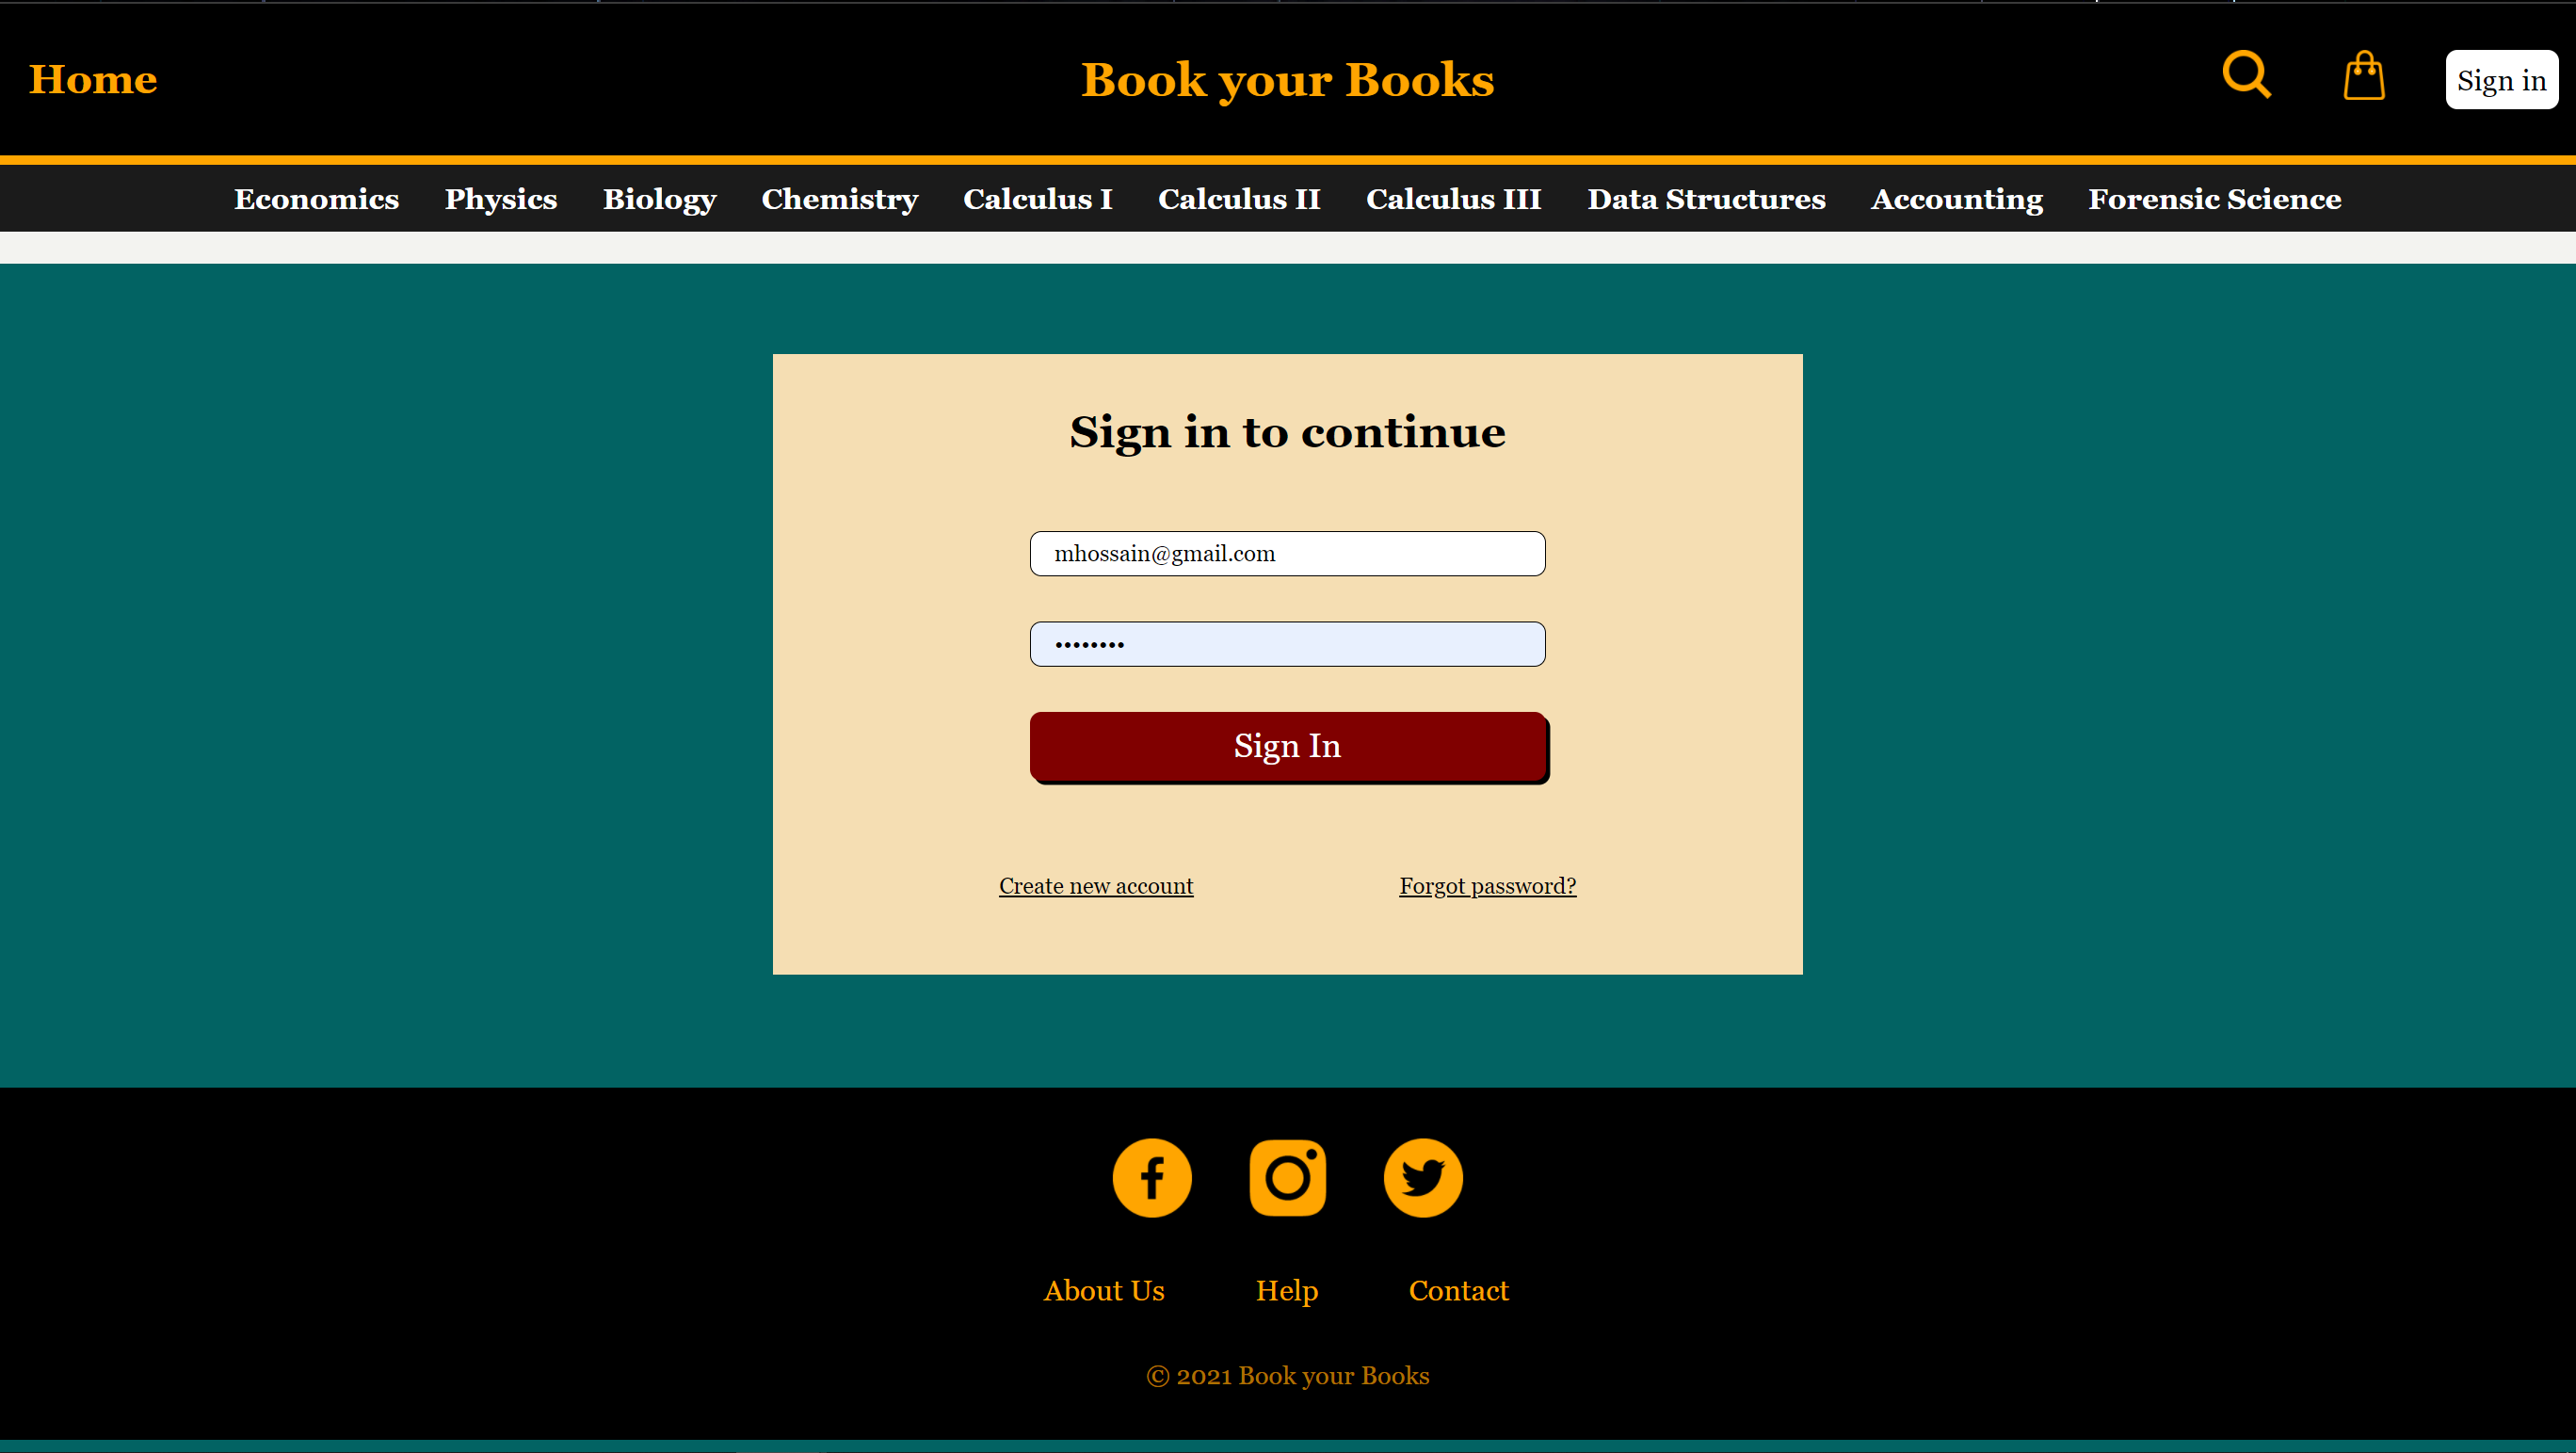 Home Book your Books Sign in
Economics Physics Biology Chemistry Calculus I Calculus II Calculus III Data Structures Accounting Forensic Science
Sign in to continue
mhossain@gmail.com
••••••••
Sign In
Create new account Forgot password?
About Us Help Contact
© 2021 Book your Books